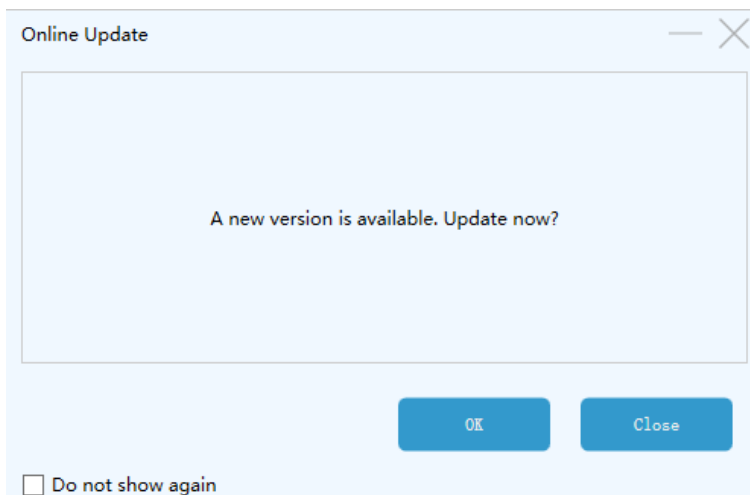 Online Update
A new version is available. Update now?
OK
Close
Do not show again